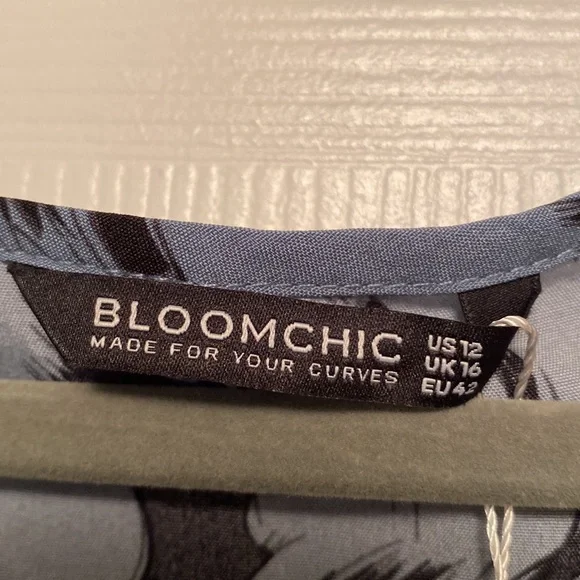 BLOOMCHIC
MADE FOR YOUR CURVES
US 12
UK 16
EU 42